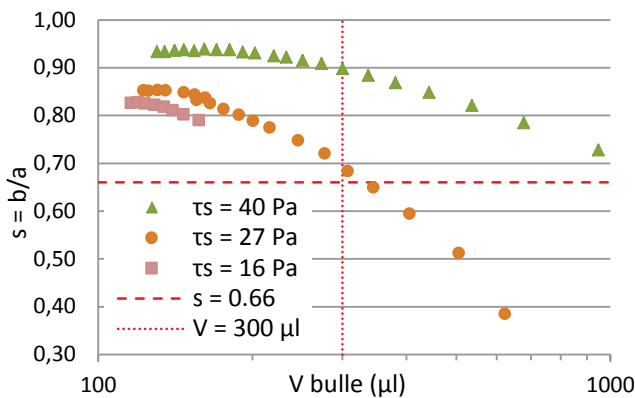 1,00
0,90
0,80
0,70
0,60
0,50
0,40
0,30
s = b/a
τs = 40 Pa
τs = 27 Pa
τs = 16 Pa
s = 0.66
V = 300 µl
100
V bulle (µl)
1000